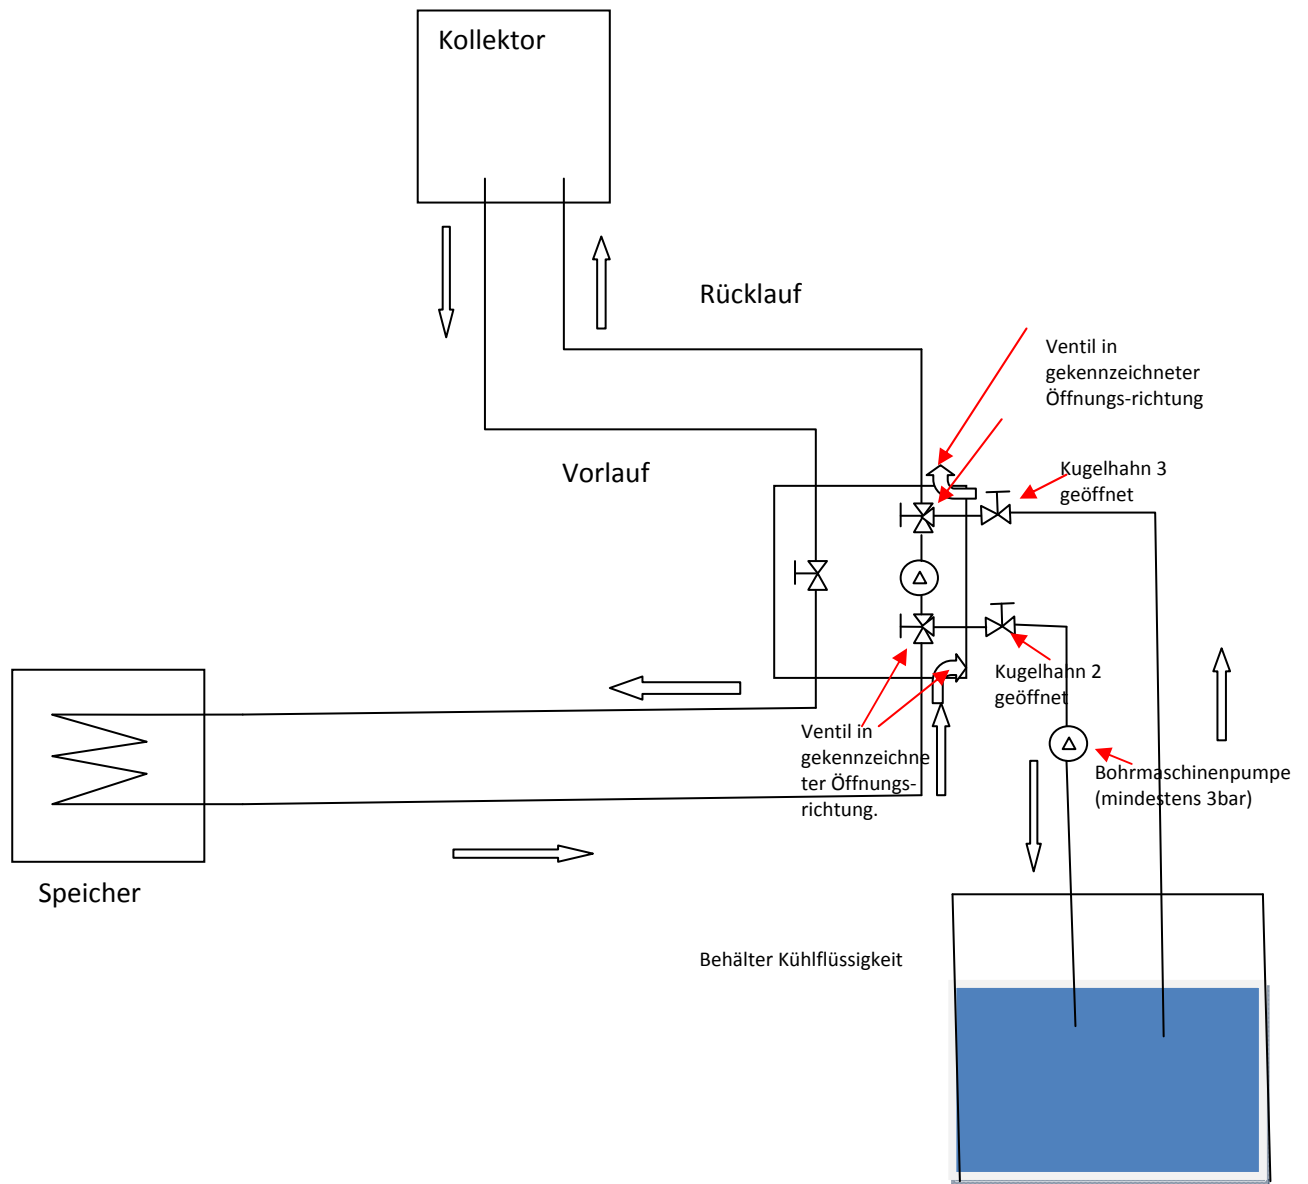 Kollektor
Rücklauf
Ventil in
gekennzeichneter
Öffnungs-richtung
Vorlauf
Kugelhahn 3
geöffnet
Kugelhahn 2
geöffnet
Ventil in
gekennzeichne
ter Öffnungs-
richtung.
Bohrmaschinenpumpe
(mindestens 3bar)
Speicher
Behälter Kühlflüssigkeit